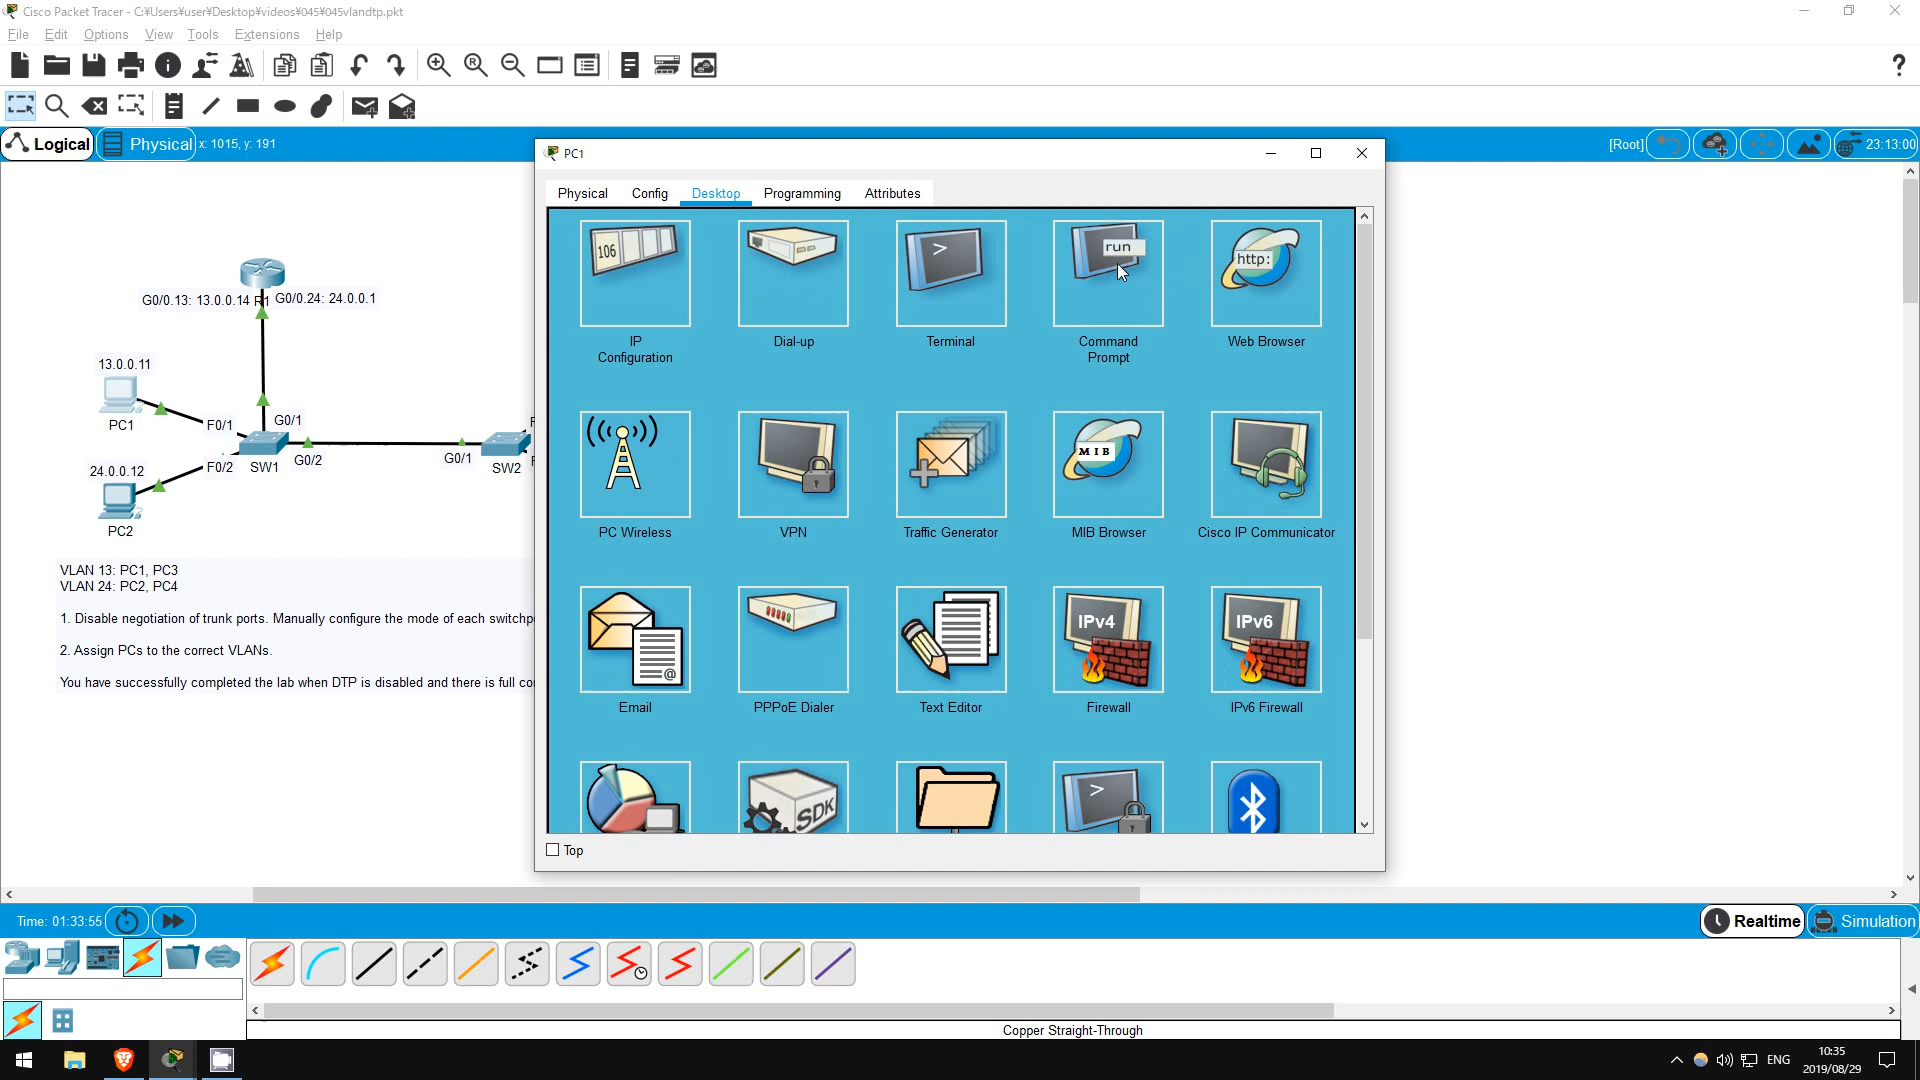 Cisco Packet Tracer - C:¥Users¥user¥Desktop¥videos¥045¥045vlandtp.pkt
File Edit Options View Tools Extensions Help
Logical
Physical
x: 1015, y: 191
[Root]
23:13:00
PC1
Physical Config Desktop Programming Attributes
106
>
run
http:
IP
Configuration
Dial-up
Terminal
Command
Prompt
Web Browser
MIB
PC Wireless
VPN
Traffic Generator
MIB Browser
Cisco IP Communicator
@
IPv4
IPv6
Email
PPPoE Dialer
Text Editor
Firewall
IPv6 Firewall
SDK
>
Top
G0/0.13: 13.0.0.14
R1
G0/0.24: 24.0.0.1
13.0.0.11
PC1
F0/1
G0/1
24.0.0.12
F0/2
SW1
G0/2
G0/1
SW2
PC2
VLAN 13: PC1, PC3
VLAN 24: PC2, PC4
1. Disable negotiation of trunk ports. Manually configure the mode of each switchp
2. Assign PCs to the correct VLANs.
You have successfully completed the lab when DTP is disabled and there is full co
Time: 01:33:55
Realtime
Simulation
Copper Straight-Through
ENG
10:35
2019/08/29